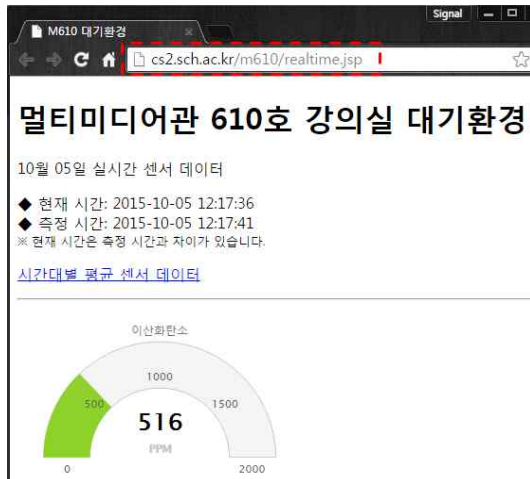 Signal
M610 대기환경
cs2.sch.ac.kr/m610/realtime.jsp
멀티미디어관 610호 강의실 대기환경
10월 05일 실시간 센서 데이터
◆ 현재 시간: 2015-10-05 12:17:36
◆ 측정 시간: 2015-10-05 12:17:41
※ 현재 시간은 측정 시간과 차이가 있습니다.
시간대별 평균 센서 데이터
이산화탄소
1000
500
1500
516
PPM
0
2000